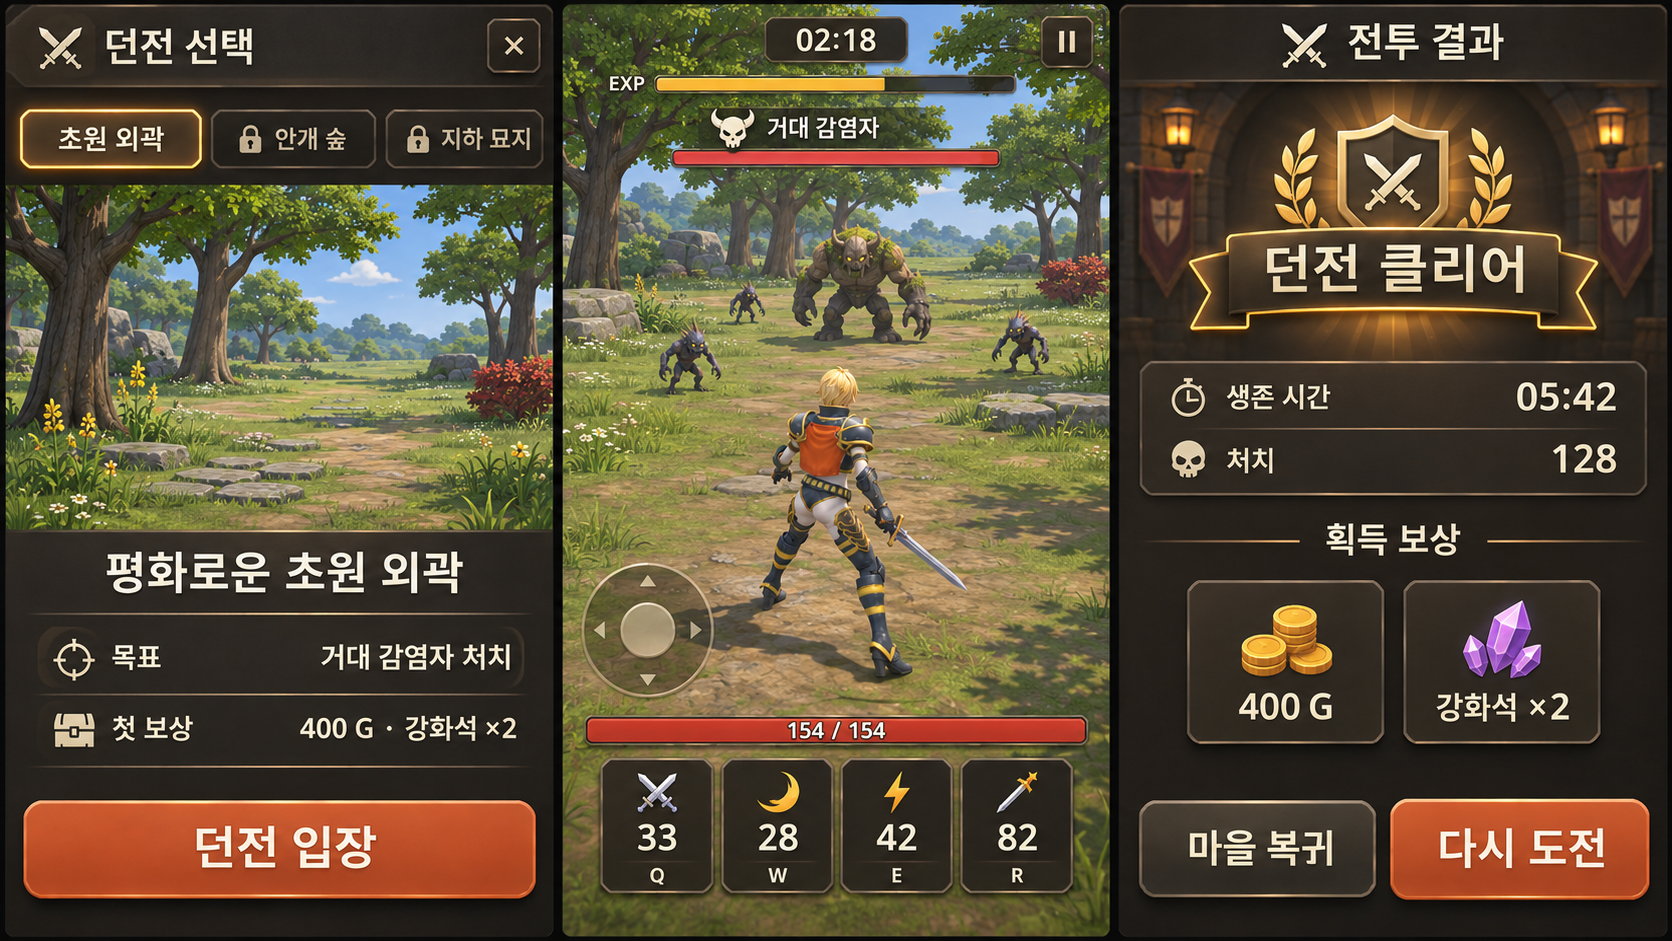 던전 선택
초원 외곽
안개 숲
지하 묘지
평화로운 초원 외곽
목표 거대 감염자 처치
첫 보상 400 G · 강화석 ×2
던전 입장
02:18
EXP
거대 감염자
154 / 154
33 28 42 82
Q W E R
전투 결과
던전 클리어
생존 시간 05:42
처치 128
획득 보상
400 G
강화석 ×2
마을 복귀
다시 도전